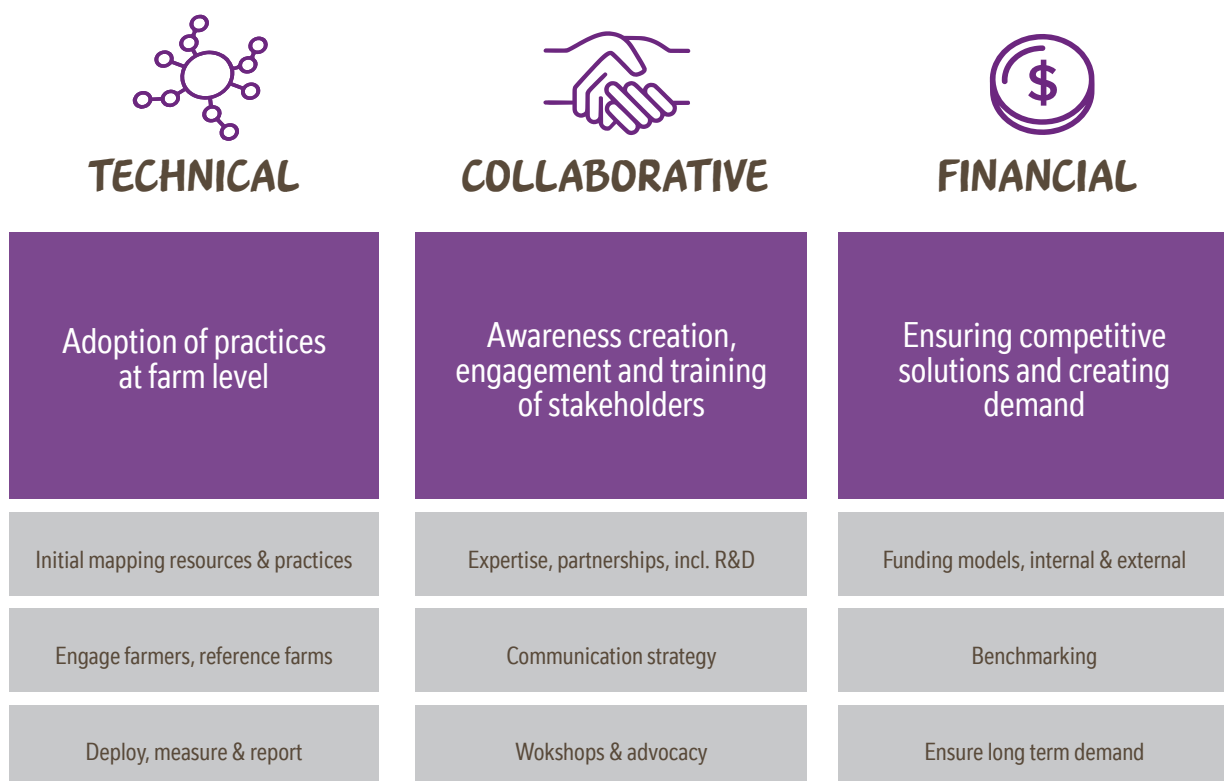 TECHNICAL
Adoption of practices
at farm level
Initial mapping resources & practices
Engage farmers, reference farms
Deploy, measure & report
COLLABORATIVE
Awareness creation,
engagement and training
of stakeholders
Expertise, partnerships, incl. R&D
Communication strategy
Wokshops & advocacy
$
FINANCIAL
Ensuring competitive
solutions and creating
demand
Funding models, internal & external
Benchmarking
Ensure long term demand